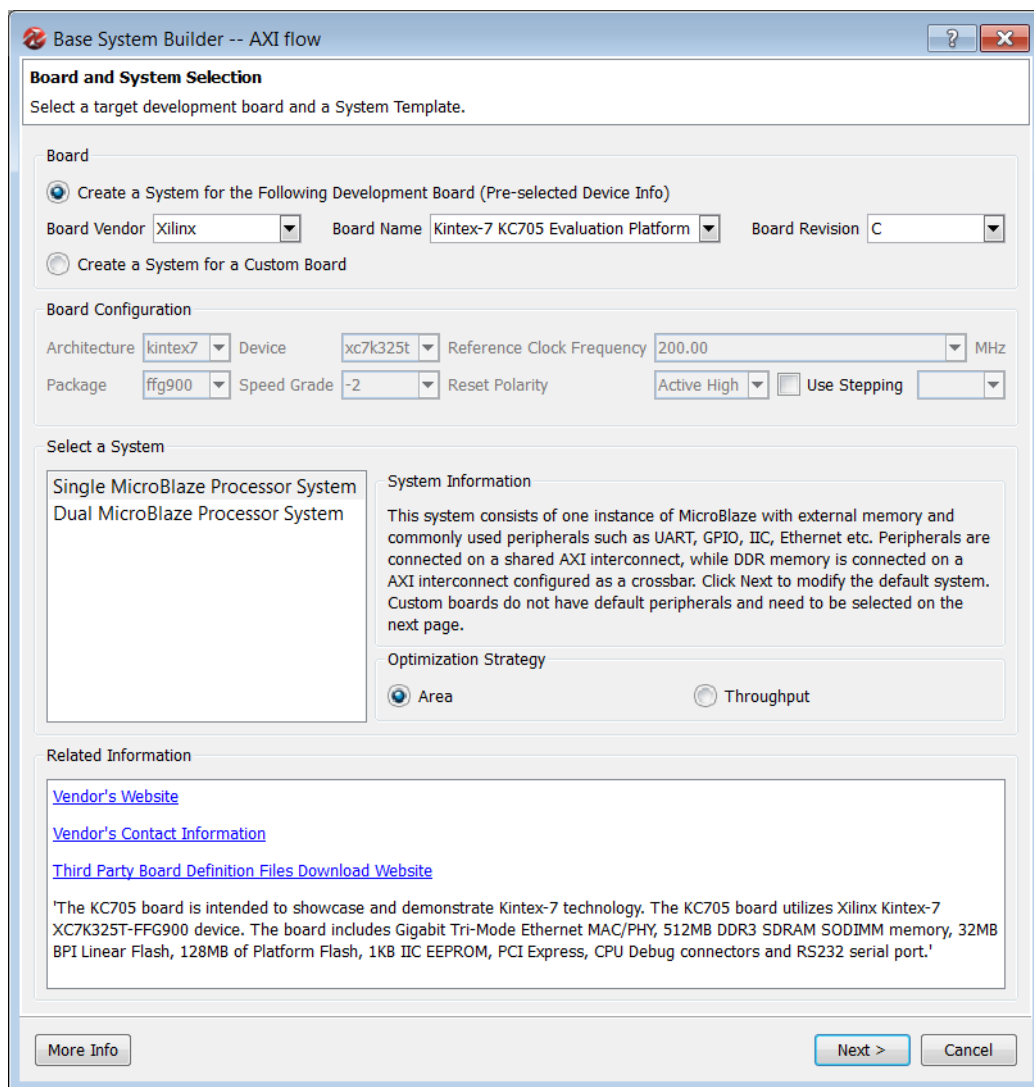 Base System Builder -- AXI flow
?
Board and System Selection
Select a target development board and a System Template.
Board
Create a System for the Following Development Board (Pre-selected Device Info)
Board Vendor Xilinx Board Name Kintex-7 KC705 Evaluation Platform Board Revision C
Create a System for a Custom Board
Board Configuration
Architecture kintex7 Device xc7k325t Reference Clock Frequency 200.00 MHz
Package ffg900 Speed Grade -2 Reset Polarity Active High Use Stepping
Select a System
Single MicroBlaze Processor System
Dual MicroBlaze Processor System
System Information
This system consists of one instance of MicroBlaze with external memory and
commonly used peripherals such as UART, GPIO, IIC, Ethernet etc. Peripherals are
connected on a shared AXI interconnect, while DDR memory is connected on a
AXI interconnect configured as a crossbar. Click Next to modify the default system.
Custom boards do not have default peripherals and need to be selected on the
next page.
Optimization Strategy
Area Throughput
Related Information
Vendor's Website
Vendor's Contact Information
Third Party Board Definition Files Download Website
'The KC705 board is intended to showcase and demonstrate Kintex-7 technology. The KC705 board utilizes Xilinx Kintex-7
XC7K325T-FFG900 device. The board includes Gigabit Tri-Mode Ethernet MAC/PHY, 512MB DDR3 SDRAM SODIMM memory, 32MB
BPI Linear Flash, 128MB of Platform Flash, 1KB IIC EEPROM, PCI Express, CPU Debug connectors and RS232 serial port.'
More Info Next > Cancel